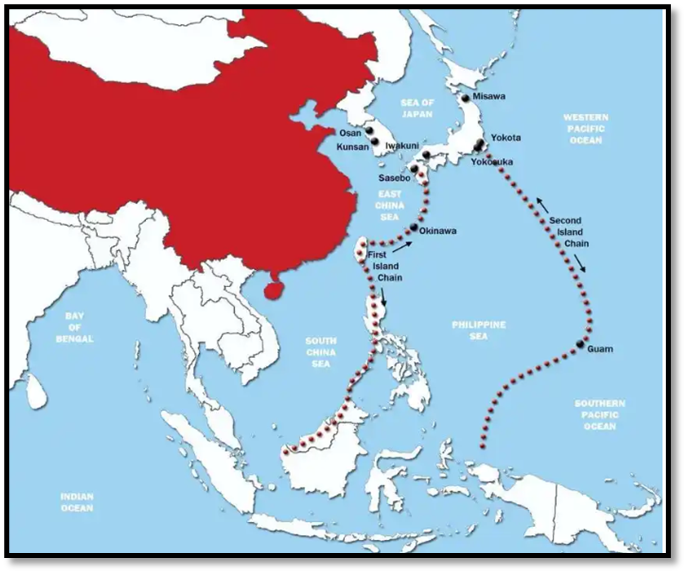 Misawa
SEA OF
JAPAN
WESTERN
PACIFIC
OCEAN
Osan
Kunsan
Iwakuni
Yokota
Yokosuka
Sasebo
EAST
CHINA
SEA
Second
Island
Chain
Okinawa
First
Island
Chain
BAY
OF
BENGAL
PHILIPPINE
SEA
SOUTH
CHINA
SEA
Guam
SOUTHERN
PACIFIC
OCEAN
INDIAN
OCEAN